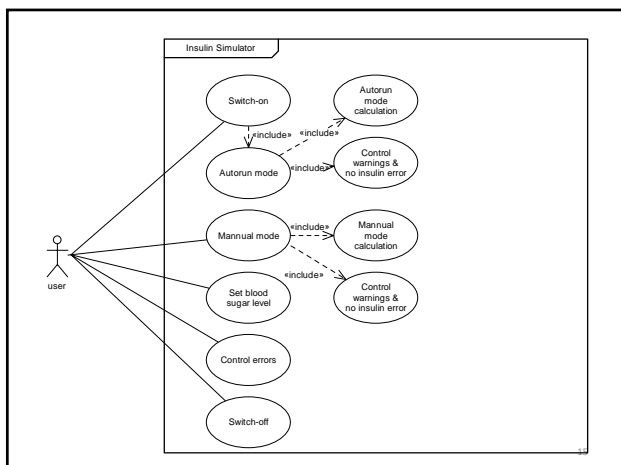 Insulin Simulator
Switch-on
Autorun
mode
calculation
«include»
«include»
Autorun mode
«include»
Control
warnings &
no insulin error
Mannual mode
«include»
Mannual
mode
calculation
«include»
user
Set blood
sugar level
Control
warnings &
no insulin error
Control errors
Switch-off